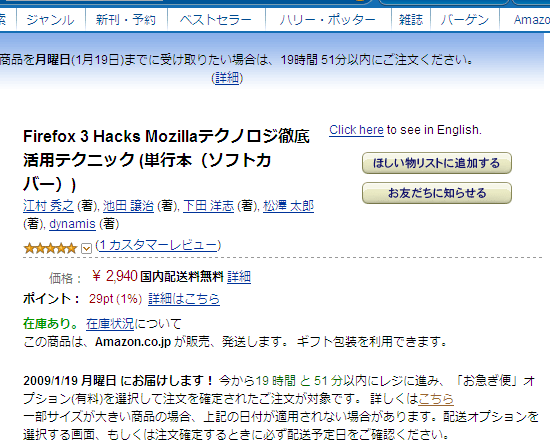 索 ジャンル 新刊・予約 ベストセラー ハリー・ポッター 雑誌 バーゲン Amazo
商品を月曜日(1月19日)までに受け取りたい場合は、19時間 51分以内にご注文ください。
(詳細)
Firefox 3 Hacks Mozillaテクノロジ徹底
活用テクニック (単行本（ソフトカ
バー）)
Click here to see in English.
ほしい物リストに追加する
お友だちに知らせる
江村 秀之 (著), 池田 譲治 (著), 下田 洋志 (著), 松澤 太郎
(著), dynamis (著)
(1 カスタマーレビュー)
価格： ￥ 2,940 国内配送料無料 詳細
ポイント： 29pt (1%) 詳細はこちら
在庫あり。 在庫状況について
この商品は、Amazon.co.jp が販売、発送します。 ギフト包装を利用できます。
2009/1/19 月曜日 にお届けします！ 今から19 時間 と 51 分以内にレジに進み、「お急ぎ便」オ
プション(有料)を選択して注文を確定されたご注文が対象です。 詳しくはこちら
一部サイズが大きい商品の場合、上記の日付が適用されない場合があります。配送オプションを
選択する画面、もしくは注文確定するときに必ず配送予定日をご確認ください。